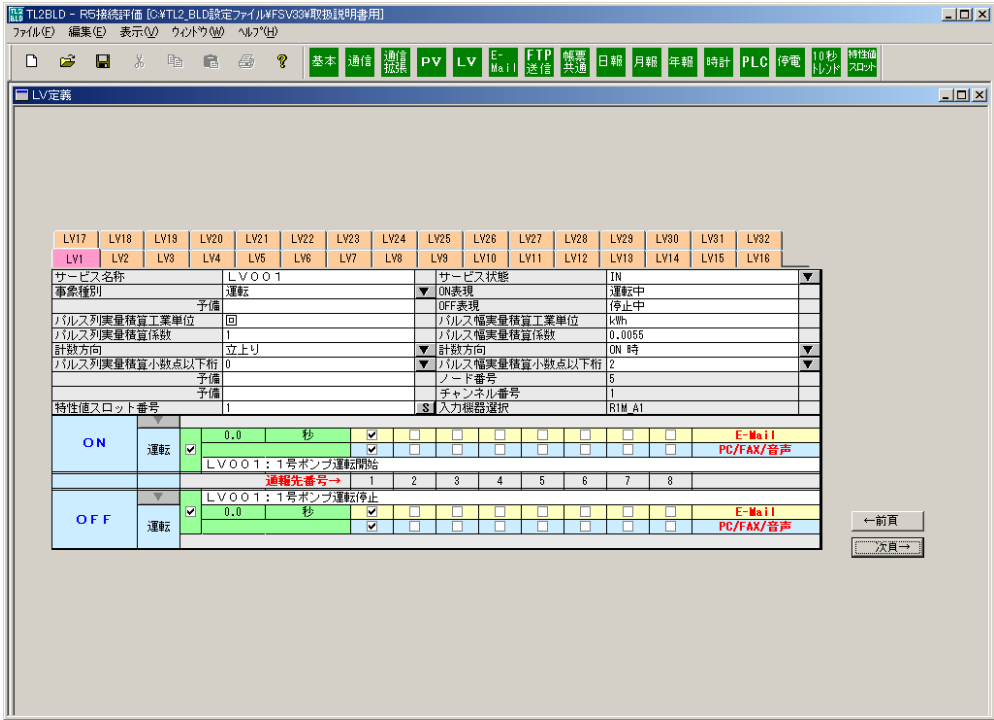 TL2BLD - R5接続評価 [C:¥TL2_BLD設定ファイル¥FSV33¥取扱説明書用]
ファイル(F) 編集(E) 表示(V) ウィンドウ(W) ヘルプ(H)
基本 通信 通信拡張 PV LV E-Mail FTP送信 帳票共通 日報 月報 年報 時計 PLC 停電 10秒トレンド 特性値スロット
LV定義
LV17 LV18 LV19 LV20 LV21 LV22 LV23 LV24 LV25 LV26 LV27 LV28 LV29 LV30 LV31 LV32
LV1 LV2 LV3 LV4 LV5 LV6 LV7 LV8 LV9 LV10 LV11 LV12 LV13 LV14 LV15 LV16
サービス名称 LV001 サービス状態 IN
事象種別 運転 ON表現 運転中
予備 OFF表現 停止中
パルス列実量積算工業単位 回 パルス幅実量積算工業単位 kWh
パルス列実量積算係数 1 パルス幅実量積算係数 0.0055
計数方向 立上り 計数方向 ON 時
パルス列実量積算小数点以下桁 0 パルス幅実量積算小数点以下桁 2
予備 ノード番号 5
予備 チャンネル番号 1
特性値スロット番号 1 S 入力機器選択 R1M_A1
ON 運転 0.0 秒 E-Mail
PC/FAX/音声
LV001:1号ポンプ運転開始
通報先番号→ 1 2 3 4 5 6 7 8
LV001:1号ポンプ運転停止
OFF 運転 0.0 秒 E-Mail
PC/FAX/音声
←前頁
次頁→